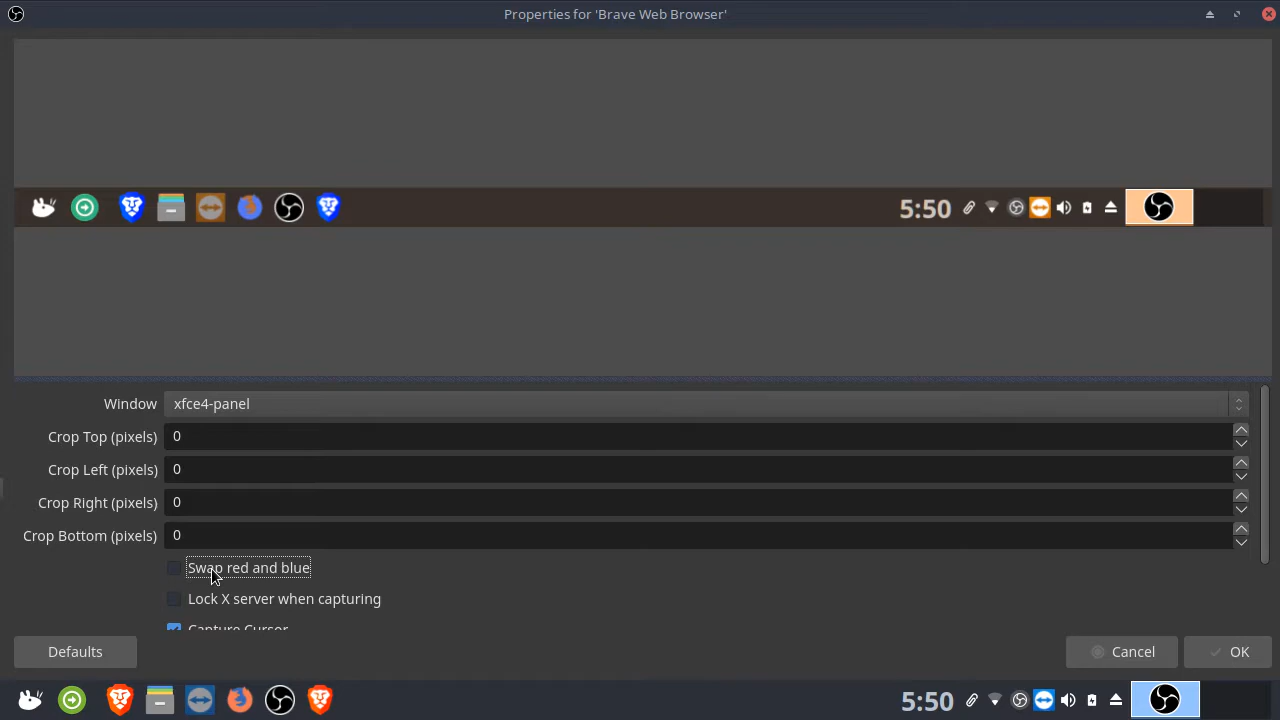 Properties for 'Brave Web Browser'
5:50
Window xfce4-panel
Crop Top (pixels) 0
Crop Left (pixels) 0
Crop Right (pixels) 0
Crop Bottom (pixels) 0
Swap red and blue
Lock X server when capturing
Capture Cursor
Defaults Cancel OK
5:50